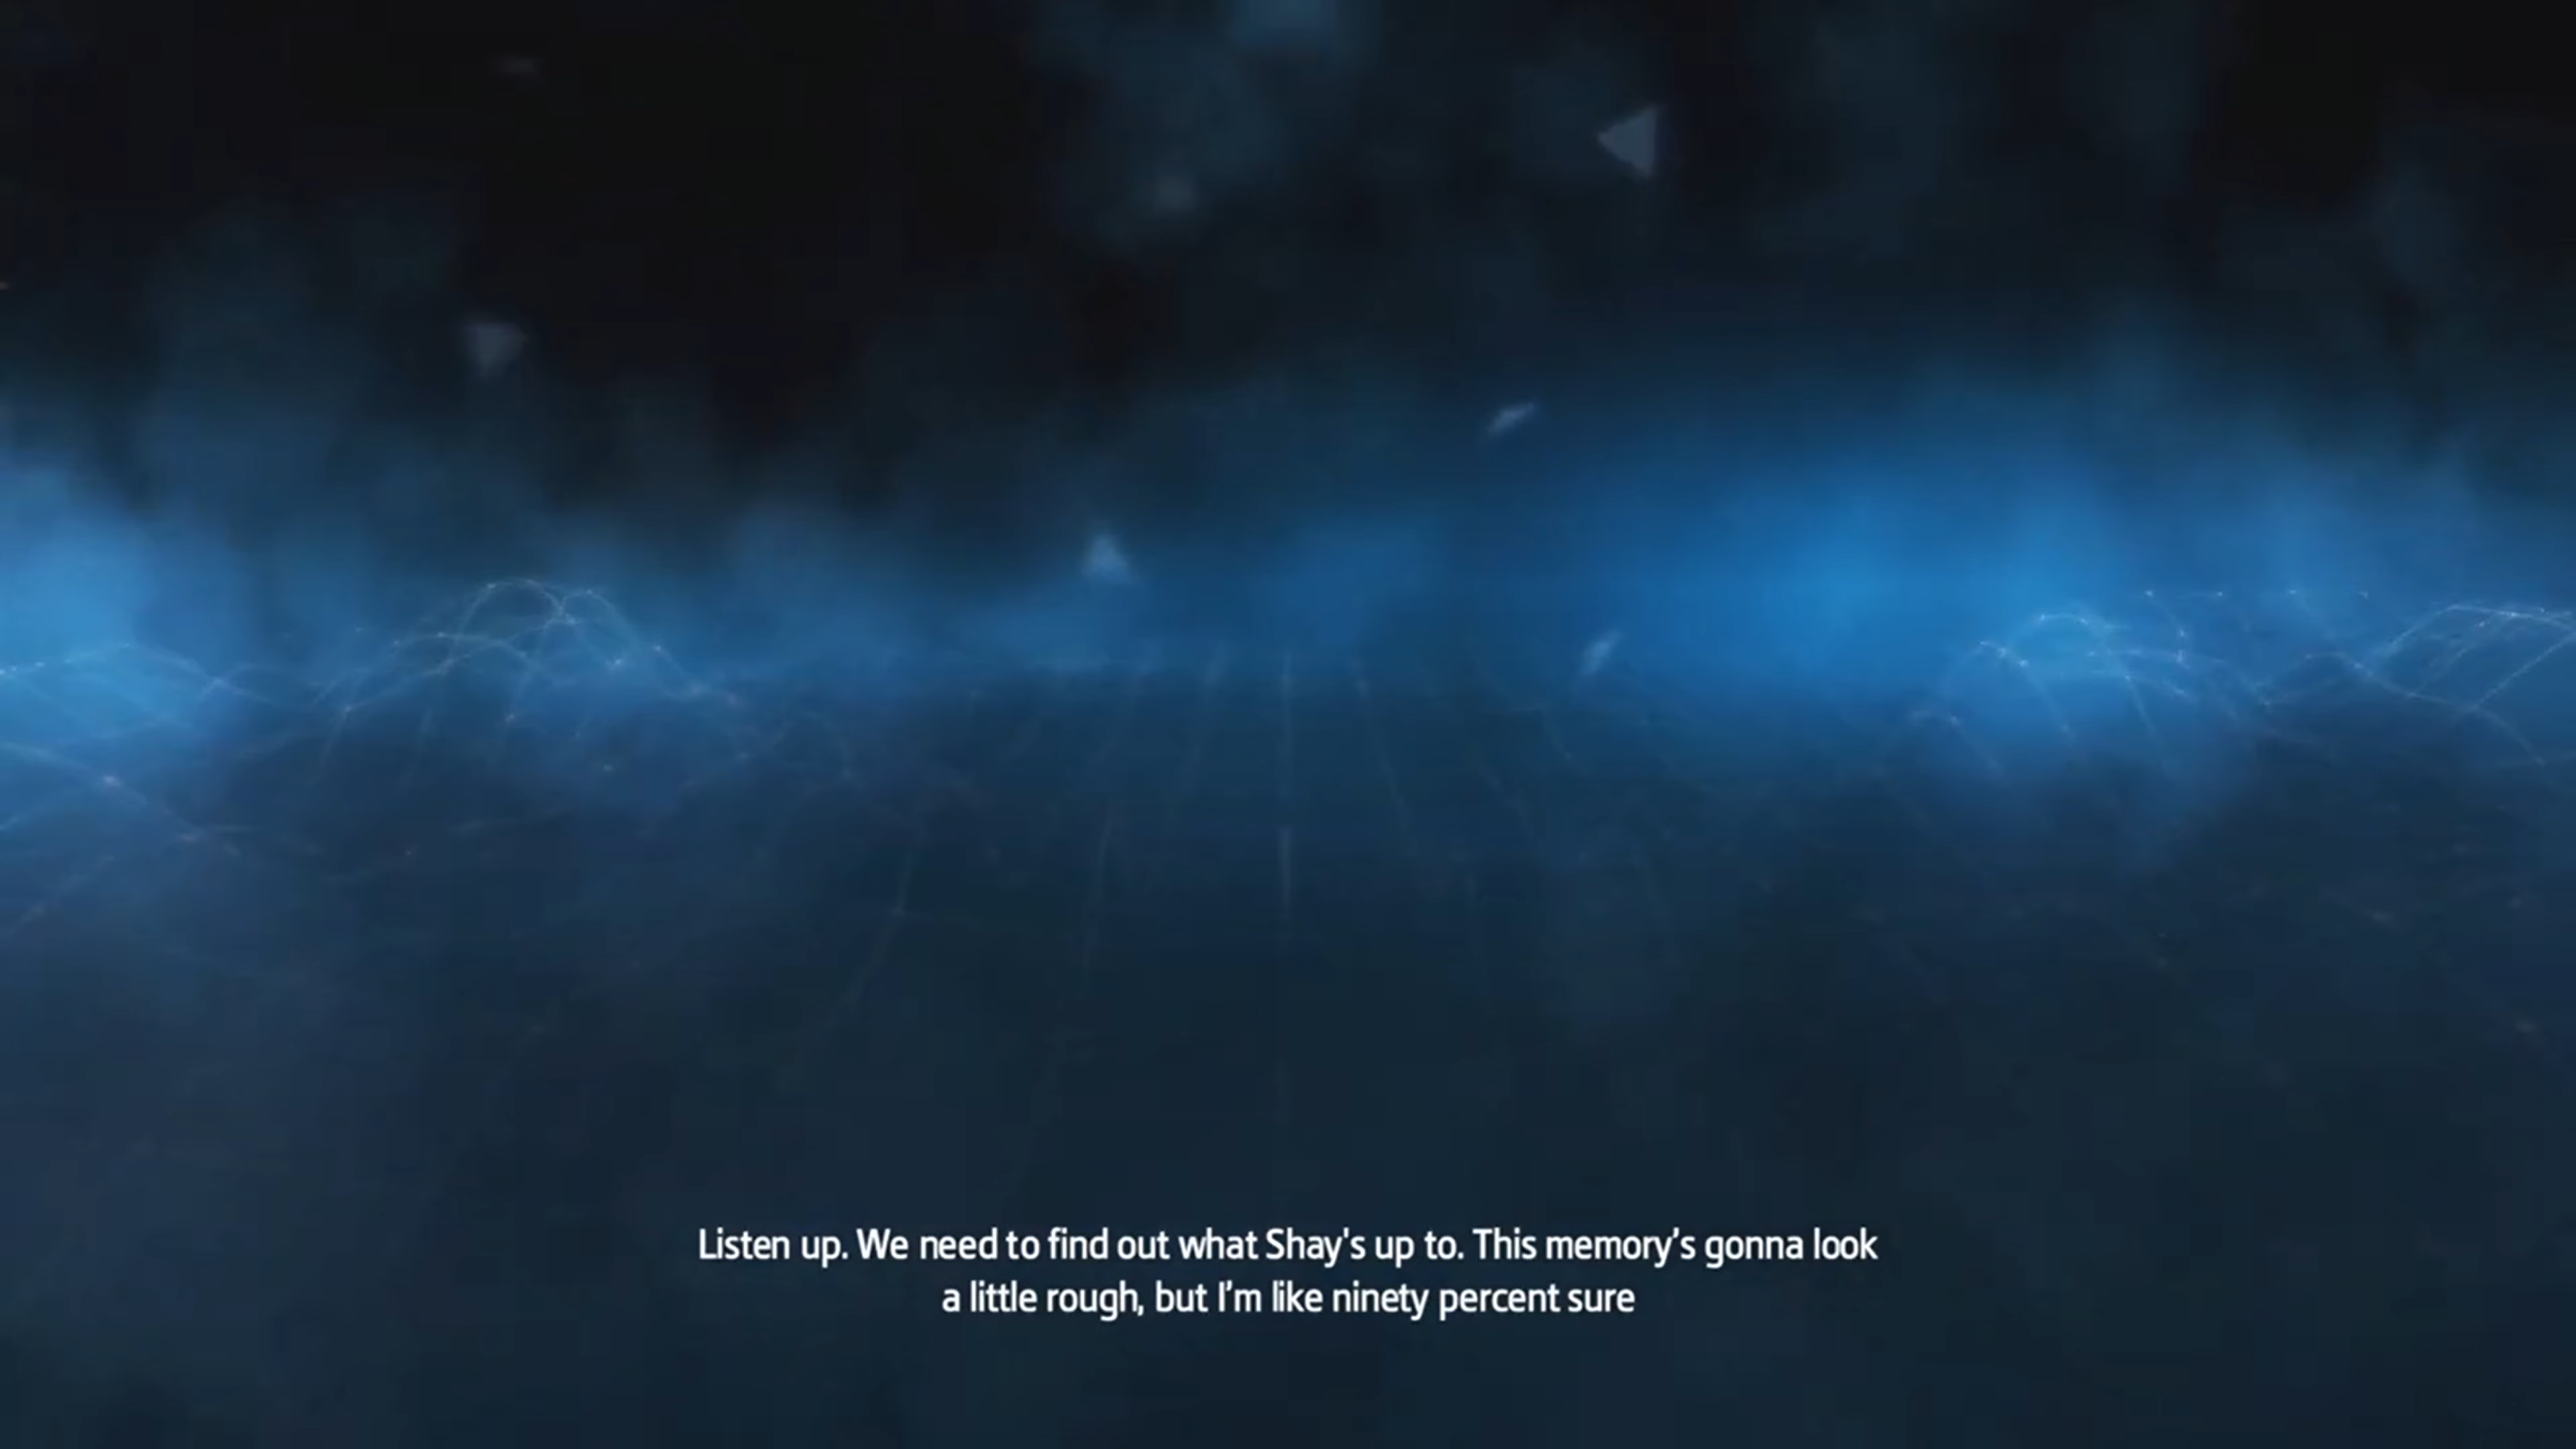 Listen up. We need to find out what Shay's up to. This memory’s gonna look
a little rough, but I’m like ninety percent sure